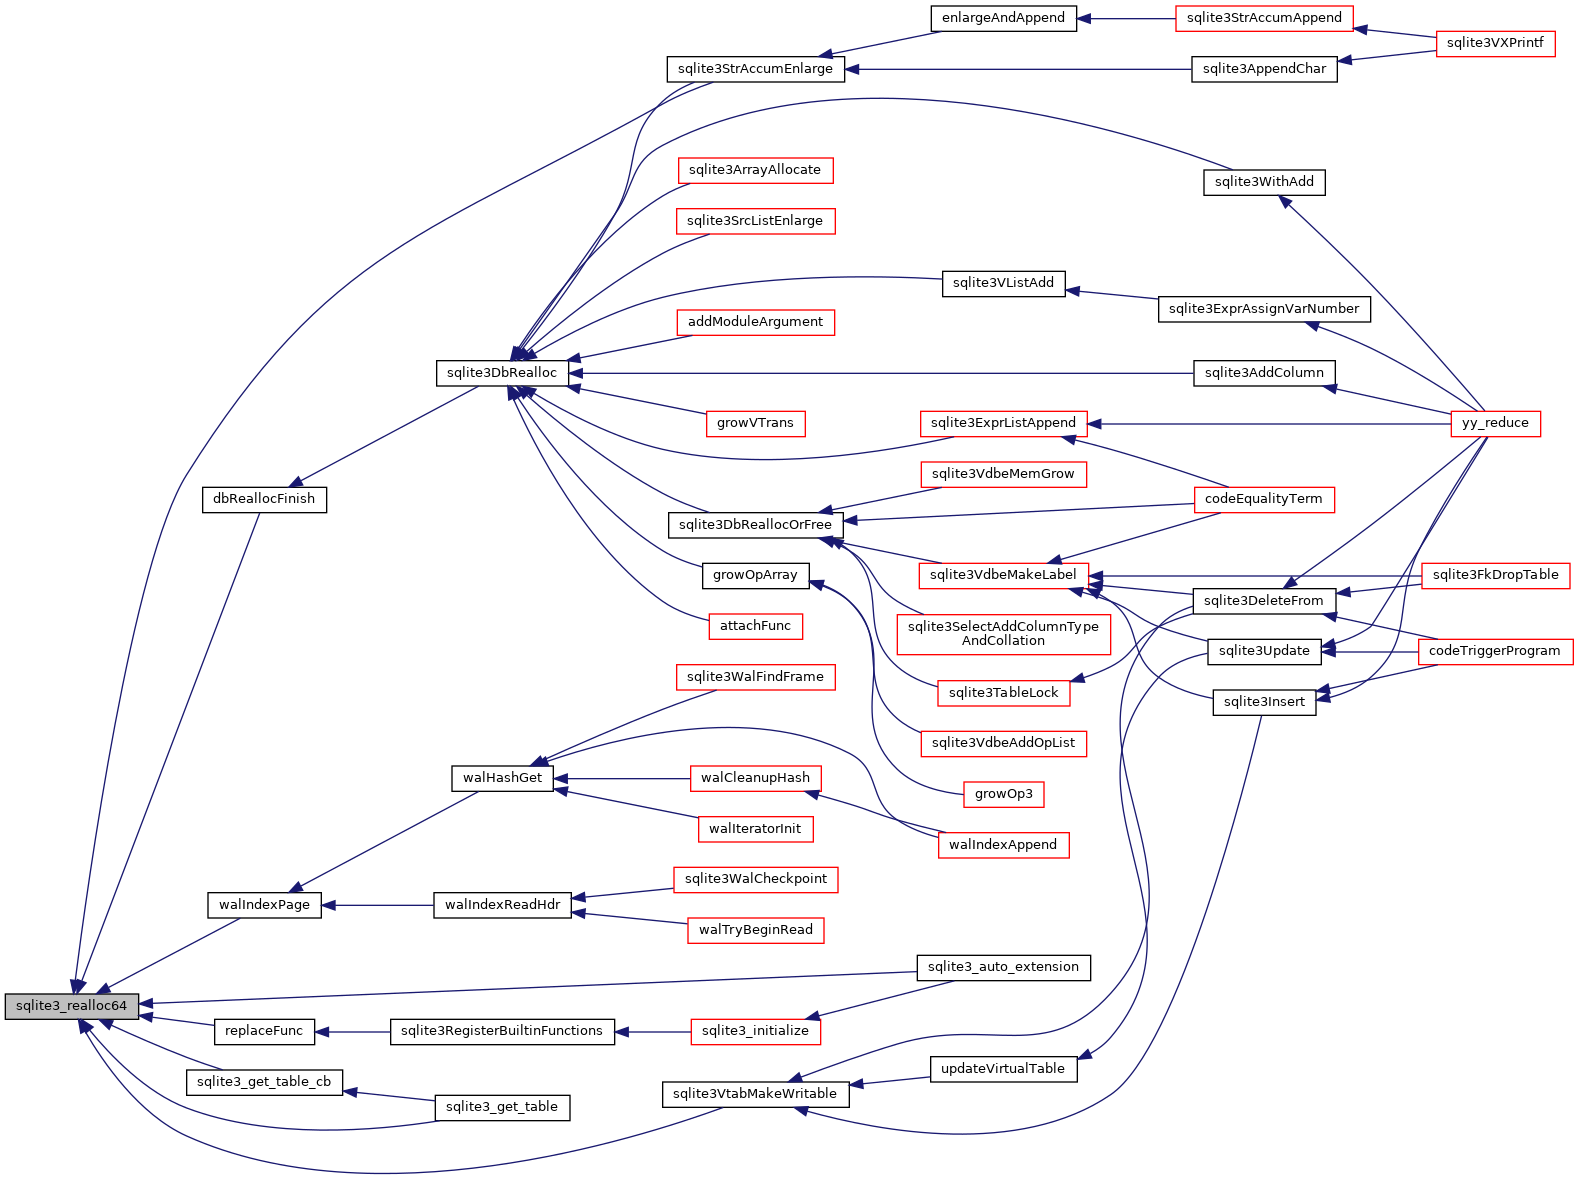 enlargeAndAppend
sqlite3StrAccumAppend
sqlite3VXPrintf
sqlite3StrAccumEnlarge
sqlite3AppendChar
sqlite3ArrayAllocate
sqlite3WithAdd
sqlite3SrcListEnlarge
sqlite3VListAdd
sqlite3ExprAssignVarNumber
addModuleArgument
sqlite3DbRealloc
sqlite3AddColumn
growVTrans
sqlite3ExprListAppend
yy_reduce
sqlite3VdbeMemGrow
dbReallocFinish
codeEqualityTerm
sqlite3DbReallocOrFree
growOpArray
sqlite3VdbeMakeLabel
sqlite3FkDropTable
sqlite3DeleteFrom
attachFunc
sqlite3SelectAddColumnType
AndCollation
sqlite3Update
codeTriggerProgram
sqlite3WalFindFrame
sqlite3TableLock
sqlite3Insert
sqlite3VdbeAddOpList
walHashGet
walCleanupHash
growOp3
walIteratorInit
walIndexAppend
sqlite3WalCheckpoint
walIndexPage
walIndexReadHdr
walTryBeginRead
sqlite3_auto_extension
sqlite3_realloc64
replaceFunc
sqlite3RegisterBuiltinFunctions
sqlite3_initialize
updateVirtualTable
sqlite3_get_table_cb
sqlite3VtabMakeWritable
sqlite3_get_table